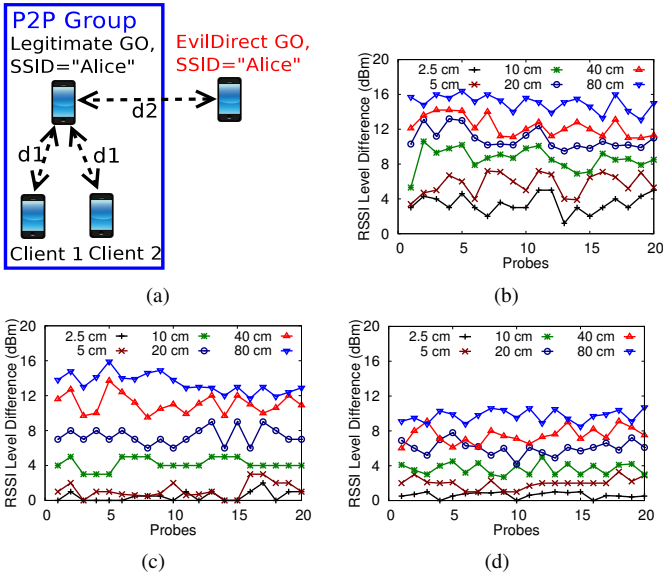 P2P Group
Legitimate GO,
SSID="Alice"
EvilDirect GO,
SSID="Alice"
d2
d1
d1
Client 1
Client 2
(a)
RSSI Level Difference (dBm)
20
16
12
8
4
0
2.5 cm
10 cm
40 cm
5 cm
20 cm
80 cm
0
5
10
15
20
Probes
(b)
RSSI Level Difference (dBm)
20
16
12
8
4
0
2.5 cm
10 cm
40 cm
5 cm
20 cm
80 cm
0
5
10
15
20
Probes
(c)
RSSI Level Difference (dBm)
20
16
12
8
4
0
2.5 cm
10 cm
40 cm
5 cm
20 cm
80 cm
0
5
10
15
20
Probes
(d)